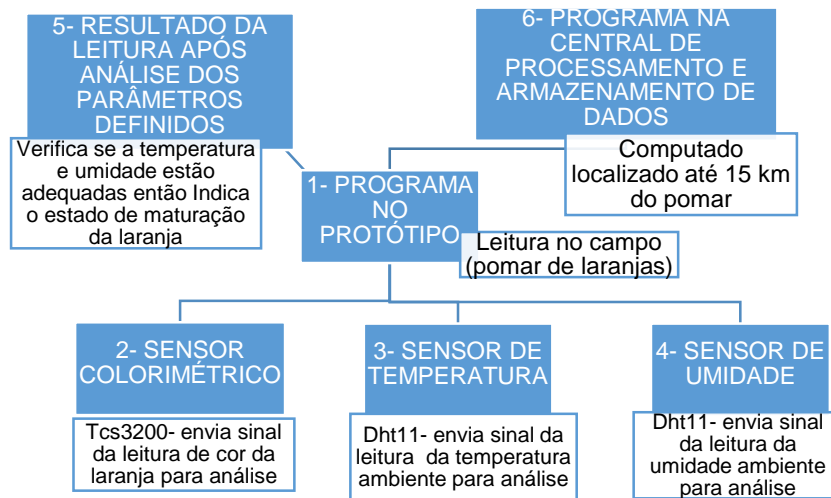 5- RESULTADO DA
LEITURA APÓS
ANÁLISE DOS
PARÂMETROS
DEFINIDOS
Verifica se a temperatura
e umidade estão
adequadas então Indica
o estado de maturação
da laranja
6- PROGRAMA NA
CENTRAL DE
PROCESSAMENTO E
ARMAZENAMENTO DE
DADOS
Computado
localizado até 15 km
do pomar
1- PROGRAMA
NO
PROTÓTIPO
Leitura no campo
(pomar de laranjas)
2- SENSOR
COLORIMÉTRICO
Tcs3200- envia sinal
da leitura de cor da
laranja para análise
3- SENSOR DE
TEMPERATURA
Dht11- envia sinal da
leitura da temperatura
ambiente para análise
4- SENSOR DE
UMIDADE
Dht11- envia sinal
da leitura da
umidade ambiente
para análise